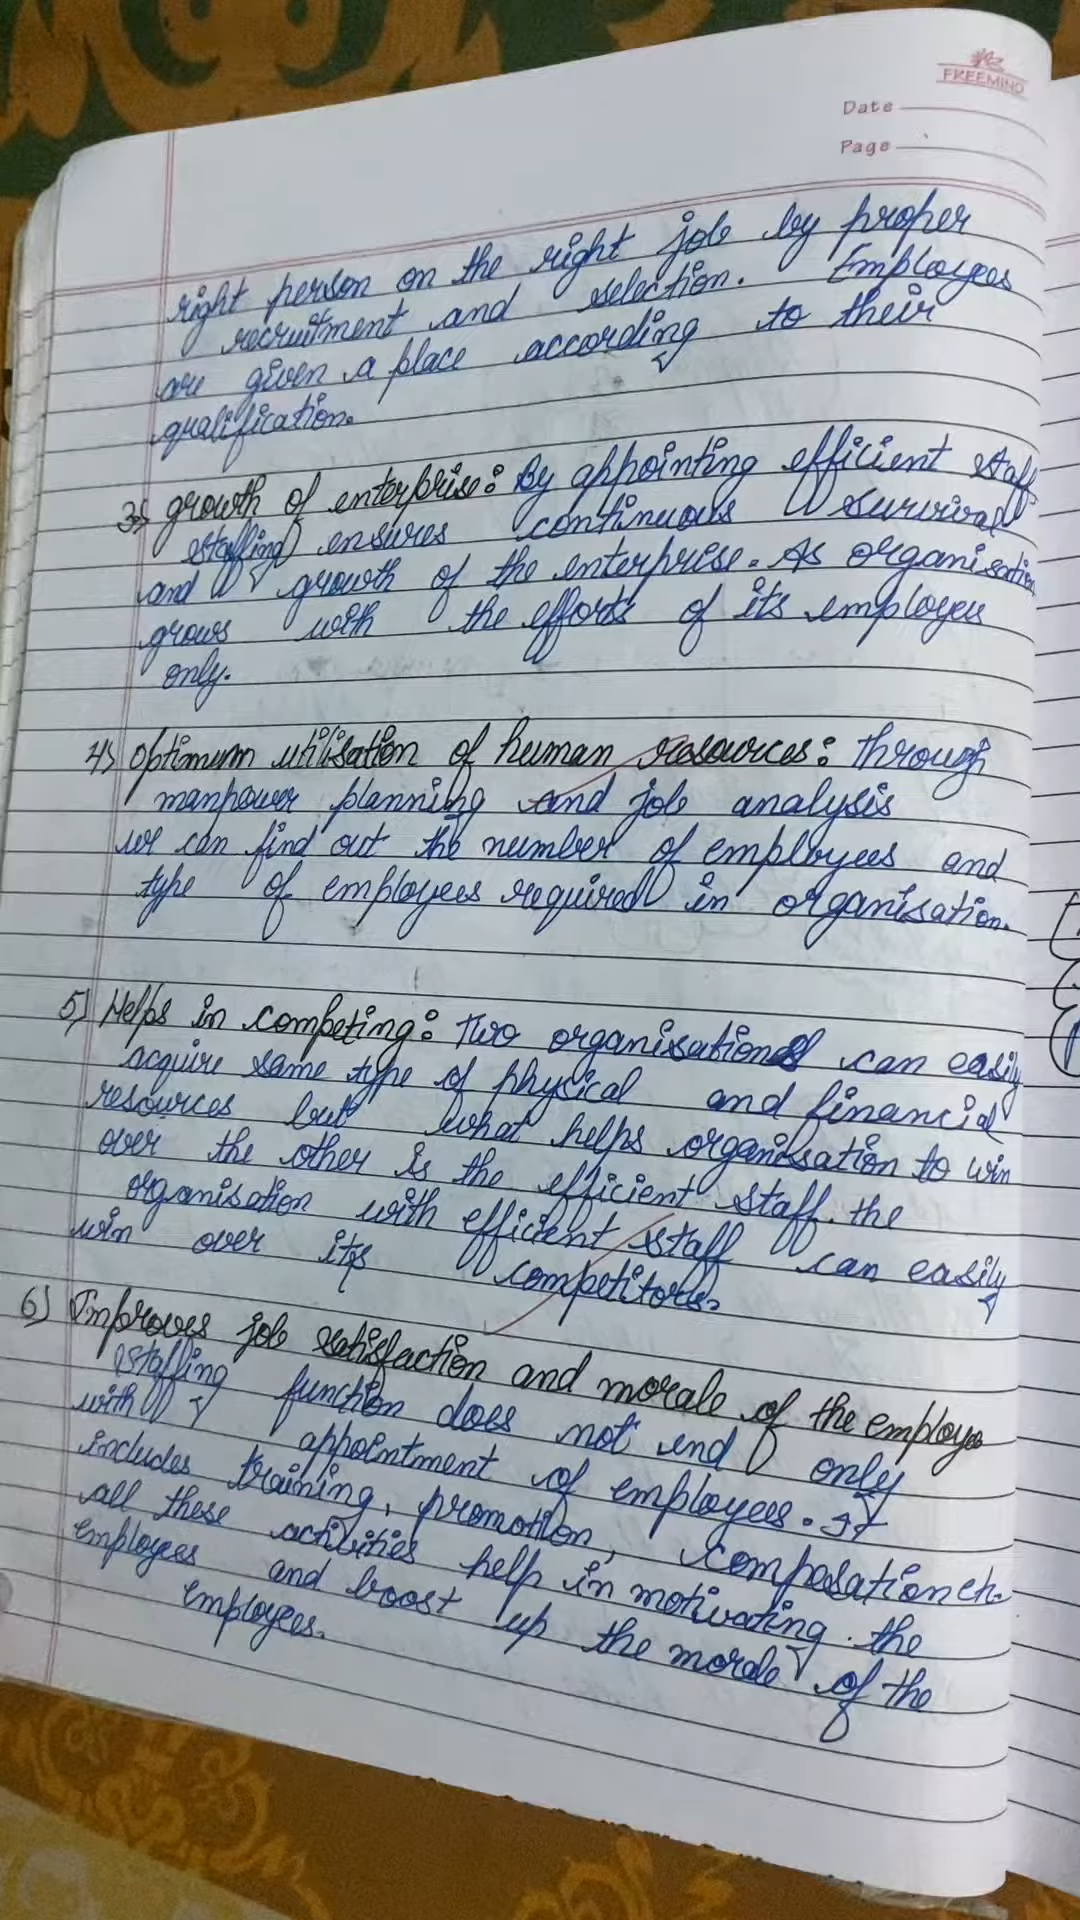 FREEMIND
Date
Page
right person on the right job by proper
recruitment and selection. Employees
are given a place according to their
qualification.
3) growth of enterprise: By appointing efficient staff
staffing ensures continuous survival
and growth of the enterprise. As organisation
grows with the efforts of its employees
only.
4) Optimum utilisation of human resources: through
manpower planning and job analysis
we can find out the number of employees and
type of employees required in organisation.
5) Helps in competing: Two organisations can easily
acquire same type of physical and financial
resources but what helps organisation to win
over the other is the efficient staff. the
organisation with efficient staff can easily
win over its competitors.
6) Improves job satisfaction and morale of the employee
staffing function does not end only
with appointment of employees. It
includes training, promotion, compesation etc.
all these activities help in motivating the
employees and boost up the morale of the
employees.